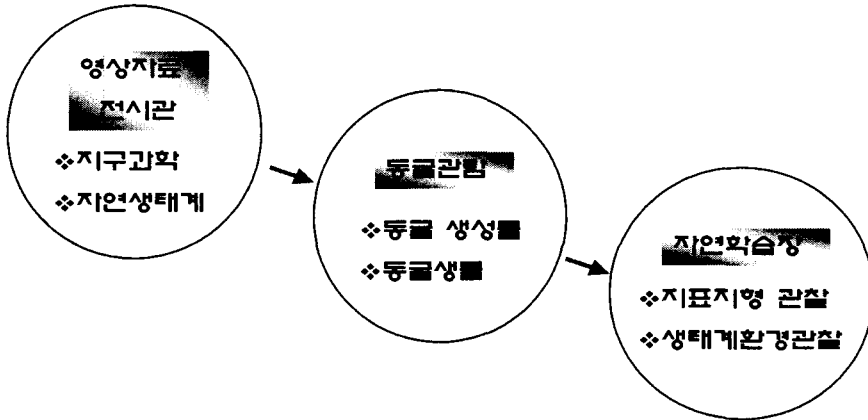 영상자료
전시관
❖지구과학
❖자연생태계
동굴관람
❖동굴 생성물
❖동굴생물
자연학습장
❖지표지형 관찰
❖생태계환경관찰